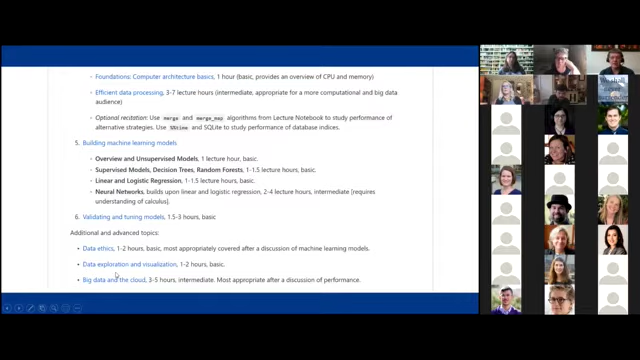 Foundations: Computer architecture basics, 1 hour (basic, provides an overview of CPU and memory)
Efficient data processing, 3-7 lecture hours (intermediate, appropriate for a more computational and big data
audience)
Optional recitation: Use merge and merge_map algorithms from Lecture Notebook to study performance of
alternative strategies. Use %%time and SQLite to study performance of database indices.
5. Building machine learning models
Overview and Unsupervised Models, 1 lecture hour, basic.
Supervised Models, Decision Trees, Random Forests, 1-1.5 lecture hours, basic.
Linear and Logistic Regression, 1-1.5 lecture hours, basic.
Neural Networks, builds upon linear and logistic regression, 2-4 lecture hours, intermediate [requires
understanding of calculus].
6. Validating and tuning models, 1.5-3 hours, basic
Additional and advanced topics:
Data ethics, 1-2 hours, basic, most appropriately covered after a discussion of machine learning models.
Data exploration and visualization, 1-2 hours, basic.
Big data and the cloud, 3-5 hours, intermediate. Most appropriate after a discussion of performance.
We shall
never
surrender